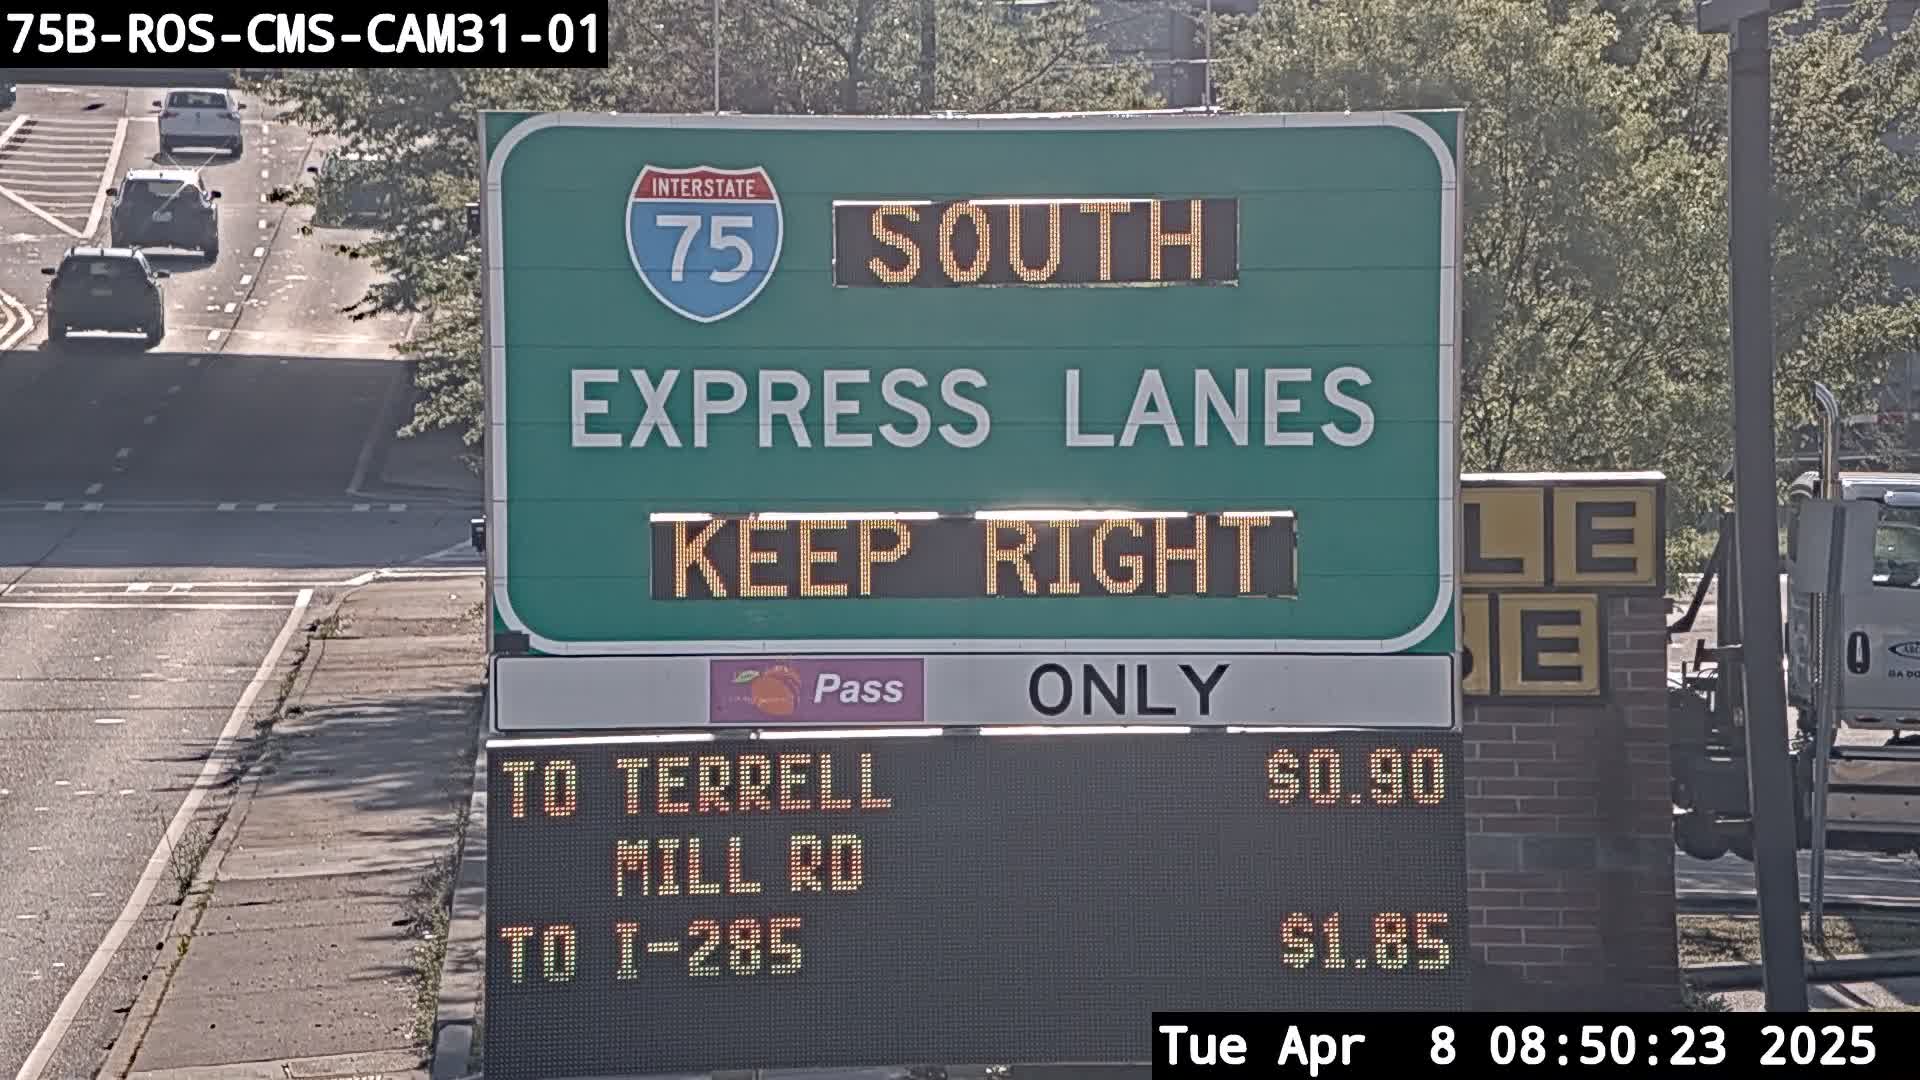 75B-ROS-CMS-CAM31-01
INTERSTATE
75
SOUTH
EXPRESS LANES
KEEP RIGHT
Pass
ONLY
TO TERRELL $0.90
MILL RD
TO I-285 $1.85
LE
E
Tue Apr 8 08:50:23 2025